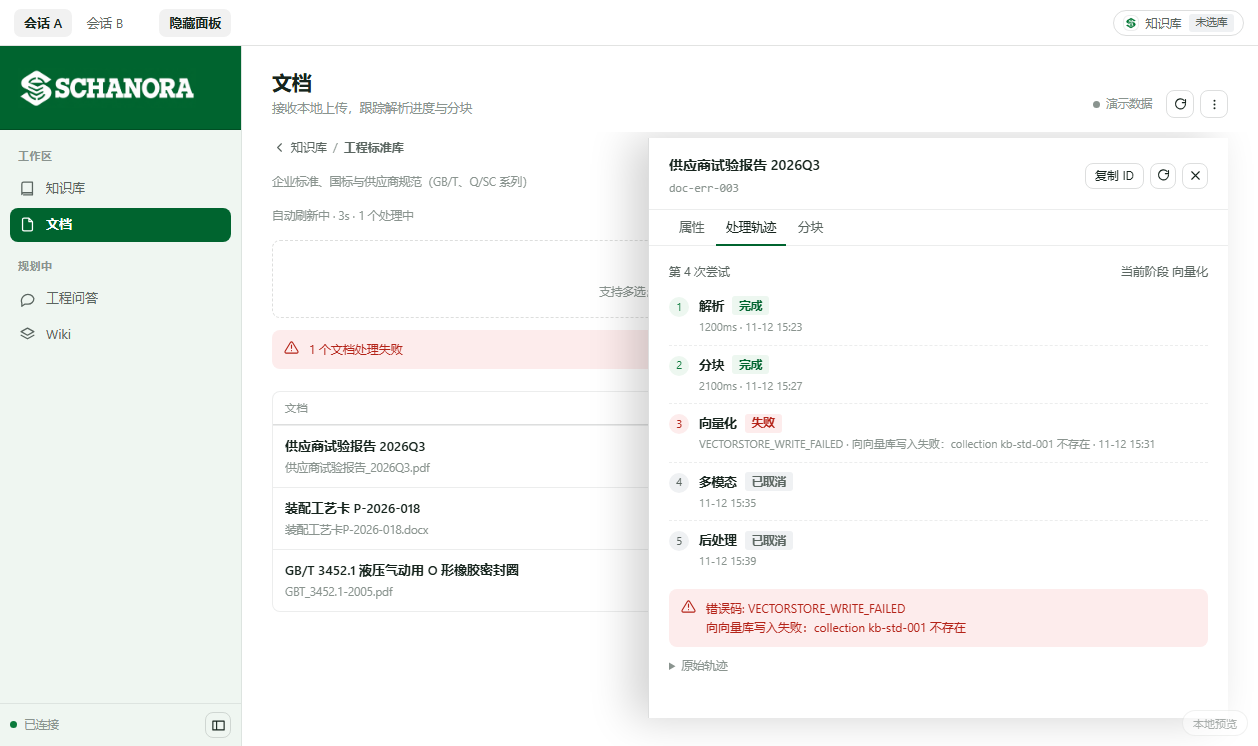 会话 A 会话 B 隐藏面板 知识库 未选库
SCHANORA
工作区
知识库
文档
规划中
工程问答
Wiki
已连接
文档
接收本地上传，跟踪解析进度与分块
演示数据
知识库 / 工程标准库
企业标准、国标与供应商规范（GB/T、Q/SC 系列）
自动刷新中 · 3s · 1 个处理中
支持多选
1 个文档处理失败
文档
供应商试验报告 2026Q3
供应商试验报告_2026Q3.pdf
装配工艺卡 P-2026-018
装配工艺卡P-2026-018.docx
GB/T 3452.1 液压气动用 O 形橡胶密封圈
GBT_3452.1-2005.pdf
供应商试验报告 2026Q3
doc-err-003
复制 ID
属性 处理轨迹 分块
第 4 次尝试 当前阶段 向量化
1 解析 完成
1200ms · 11-12 15:23
2 分块 完成
2100ms · 11-12 15:27
3 向量化 失败
VECTORSTORE_WRITE_FAILED · 向向量库写入失败：collection kb-std-001 不存在 · 11-12 15:31
4 多模态 已取消
11-12 15:35
5 后处理 已取消
11-12 15:39
错误码: VECTORSTORE_WRITE_FAILED
向向量库写入失败：collection kb-std-001 不存在
原始轨迹
本地预览